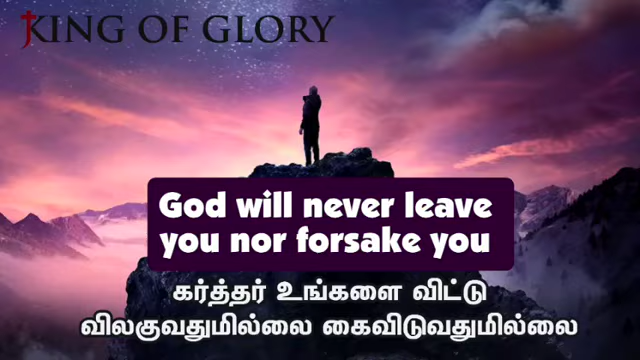 KING OF GLORY
God will never leave
you nor forsake you
கர்த்தர் உங்களை விட்டு
விலகுவதுமில்லை கைவிடுவதுமில்லை